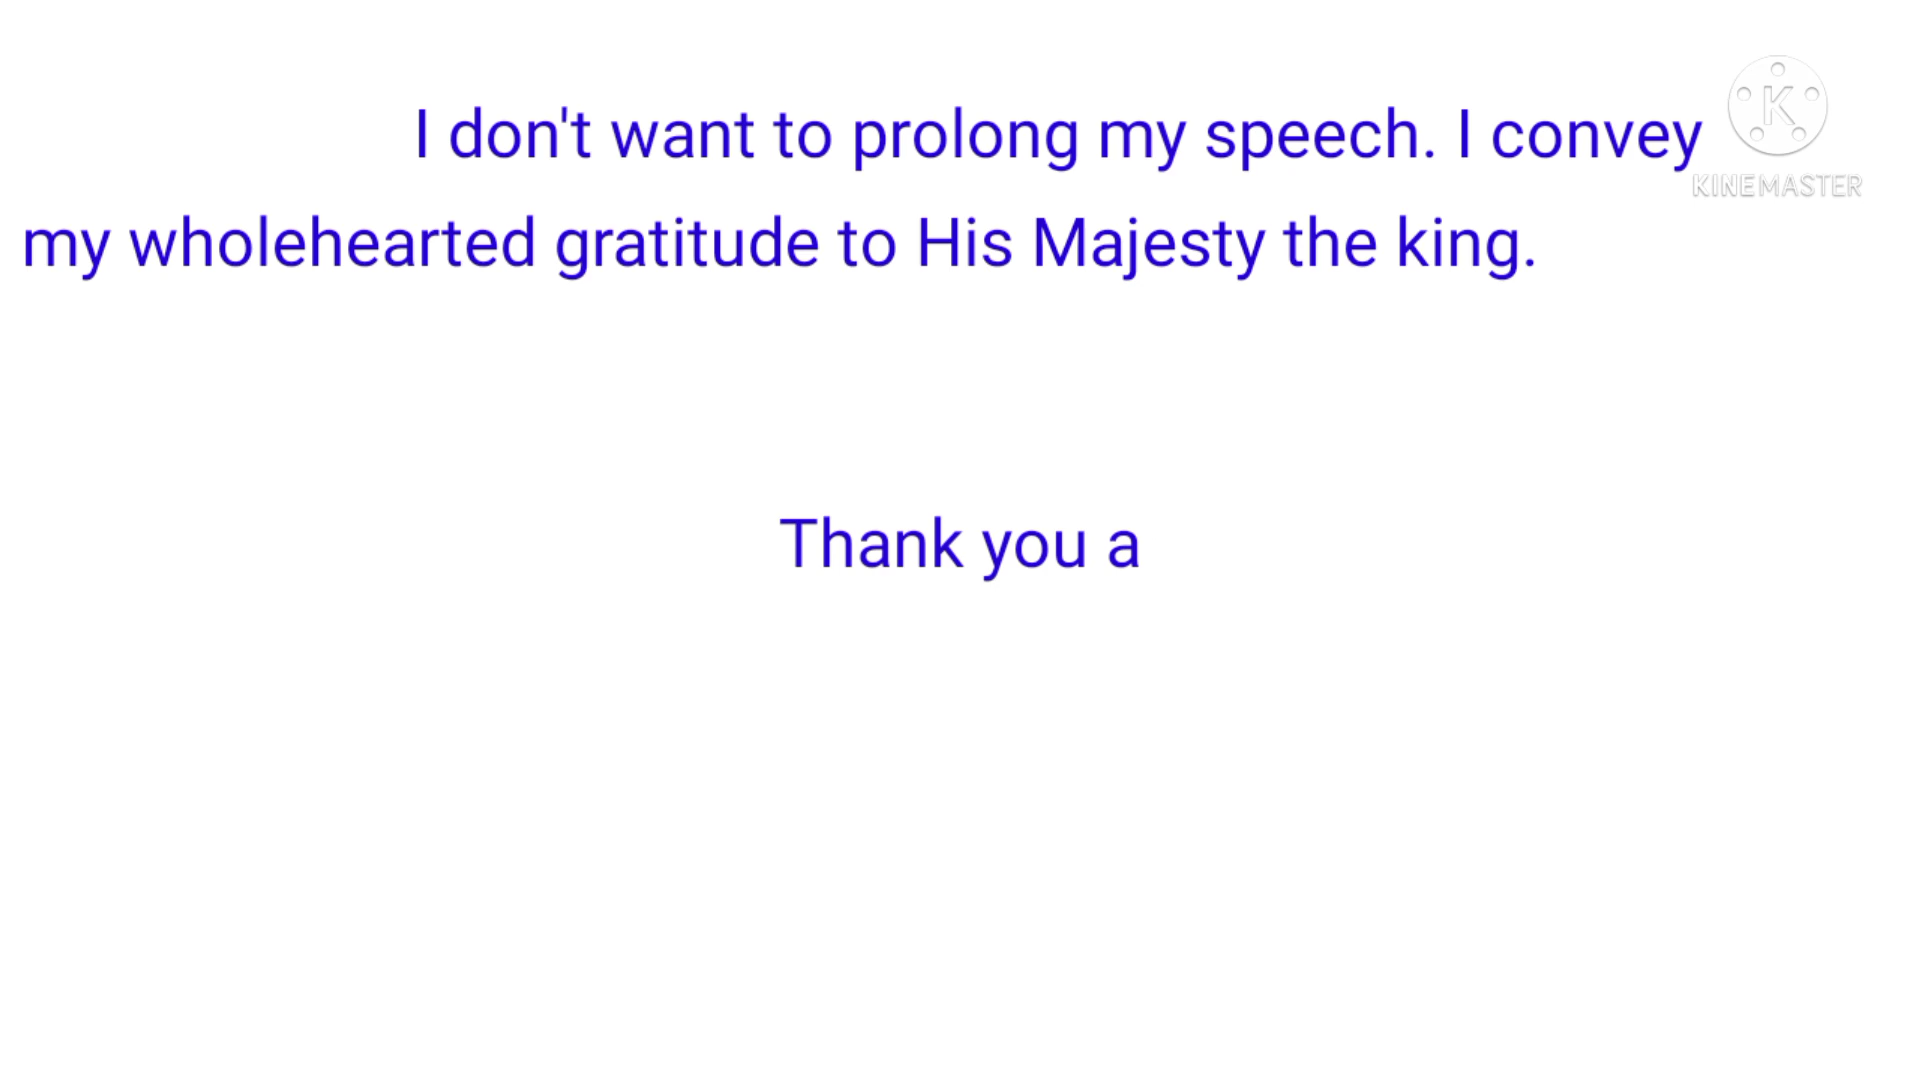 I don't want to prolong my speech. I convey
KINEMASTER
my wholehearted gratitude to His Majesty the king.
Thank you a